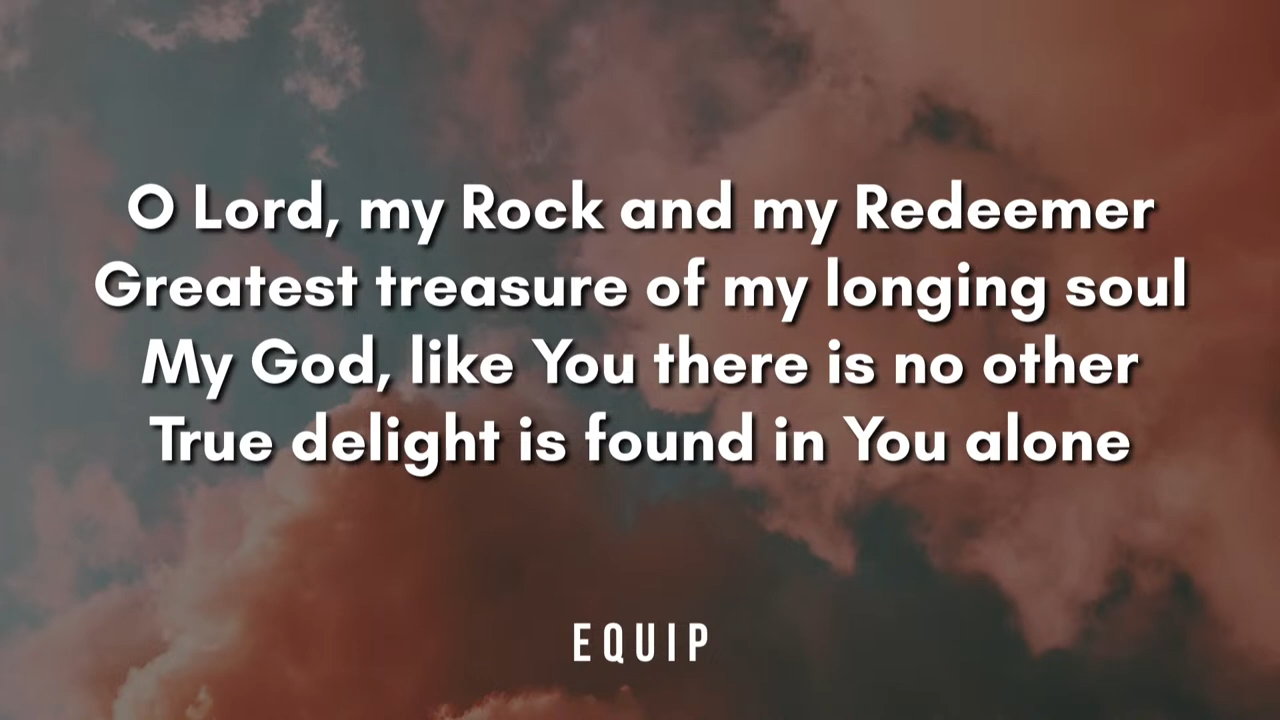 O Lord, my Rock and my Redeemer
Greatest treasure of my longing soul
My God, like You there is no other
True delight is found in You alone
EQUIP